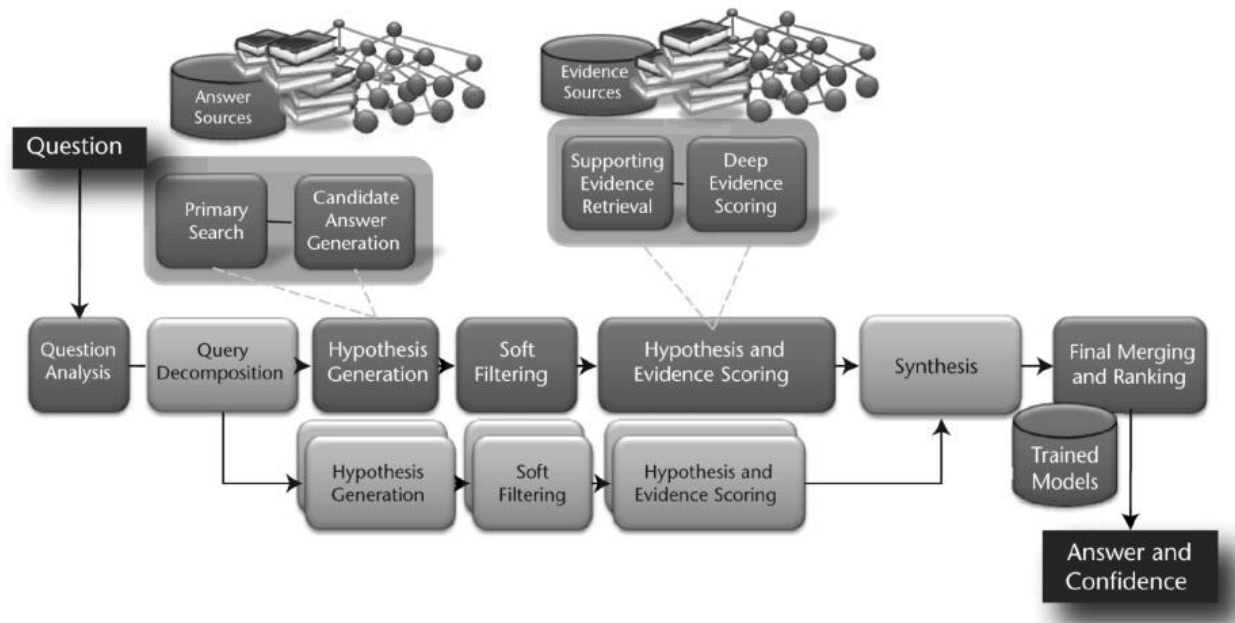 Answer
Sources
Evidence
Sources
Question
Primary
Search
Candidate
Answer
Generation
Supporting
Evidence
Retrieval
Deep
Evidence
Scoring
Question
Analysis
Query
Decomposition
Hypothesis
Generation
Soft
Filtering
Hypothesis and
Evidence Scoring
Synthesis
Final Merging
and Ranking
Hypothesis
Generation
Soft
Filtering
Hypothesis and
Evidence Scoring
Trained
Models
Answer and
Confidence